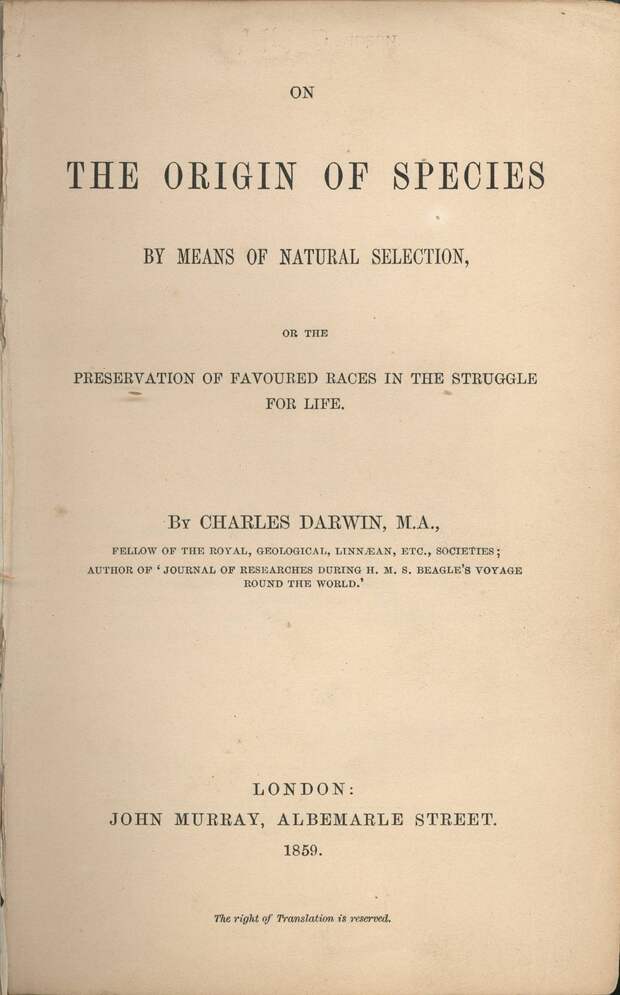 ON
THE ORIGIN OF SPECIES
BY MEANS OF NATURAL SELECTION,
OR THE
PRESERVATION OF FAVOURED RACES IN THE STRUGGLE
FOR LIFE.
BY CHARLES DARWIN, M.A.,
FELLOW OF THE ROYAL, GEOLOGICAL, LINNÆAN, ETC., SOCIETIES;
AUTHOR OF ‘JOURNAL OF RESEARCHES DURING H. M. S. BEAGLE’S VOYAGE
ROUND THE WORLD.’
LONDON:
JOHN MURRAY, ALBEMARLE STREET.
1859.
The right of Translation is reserved.